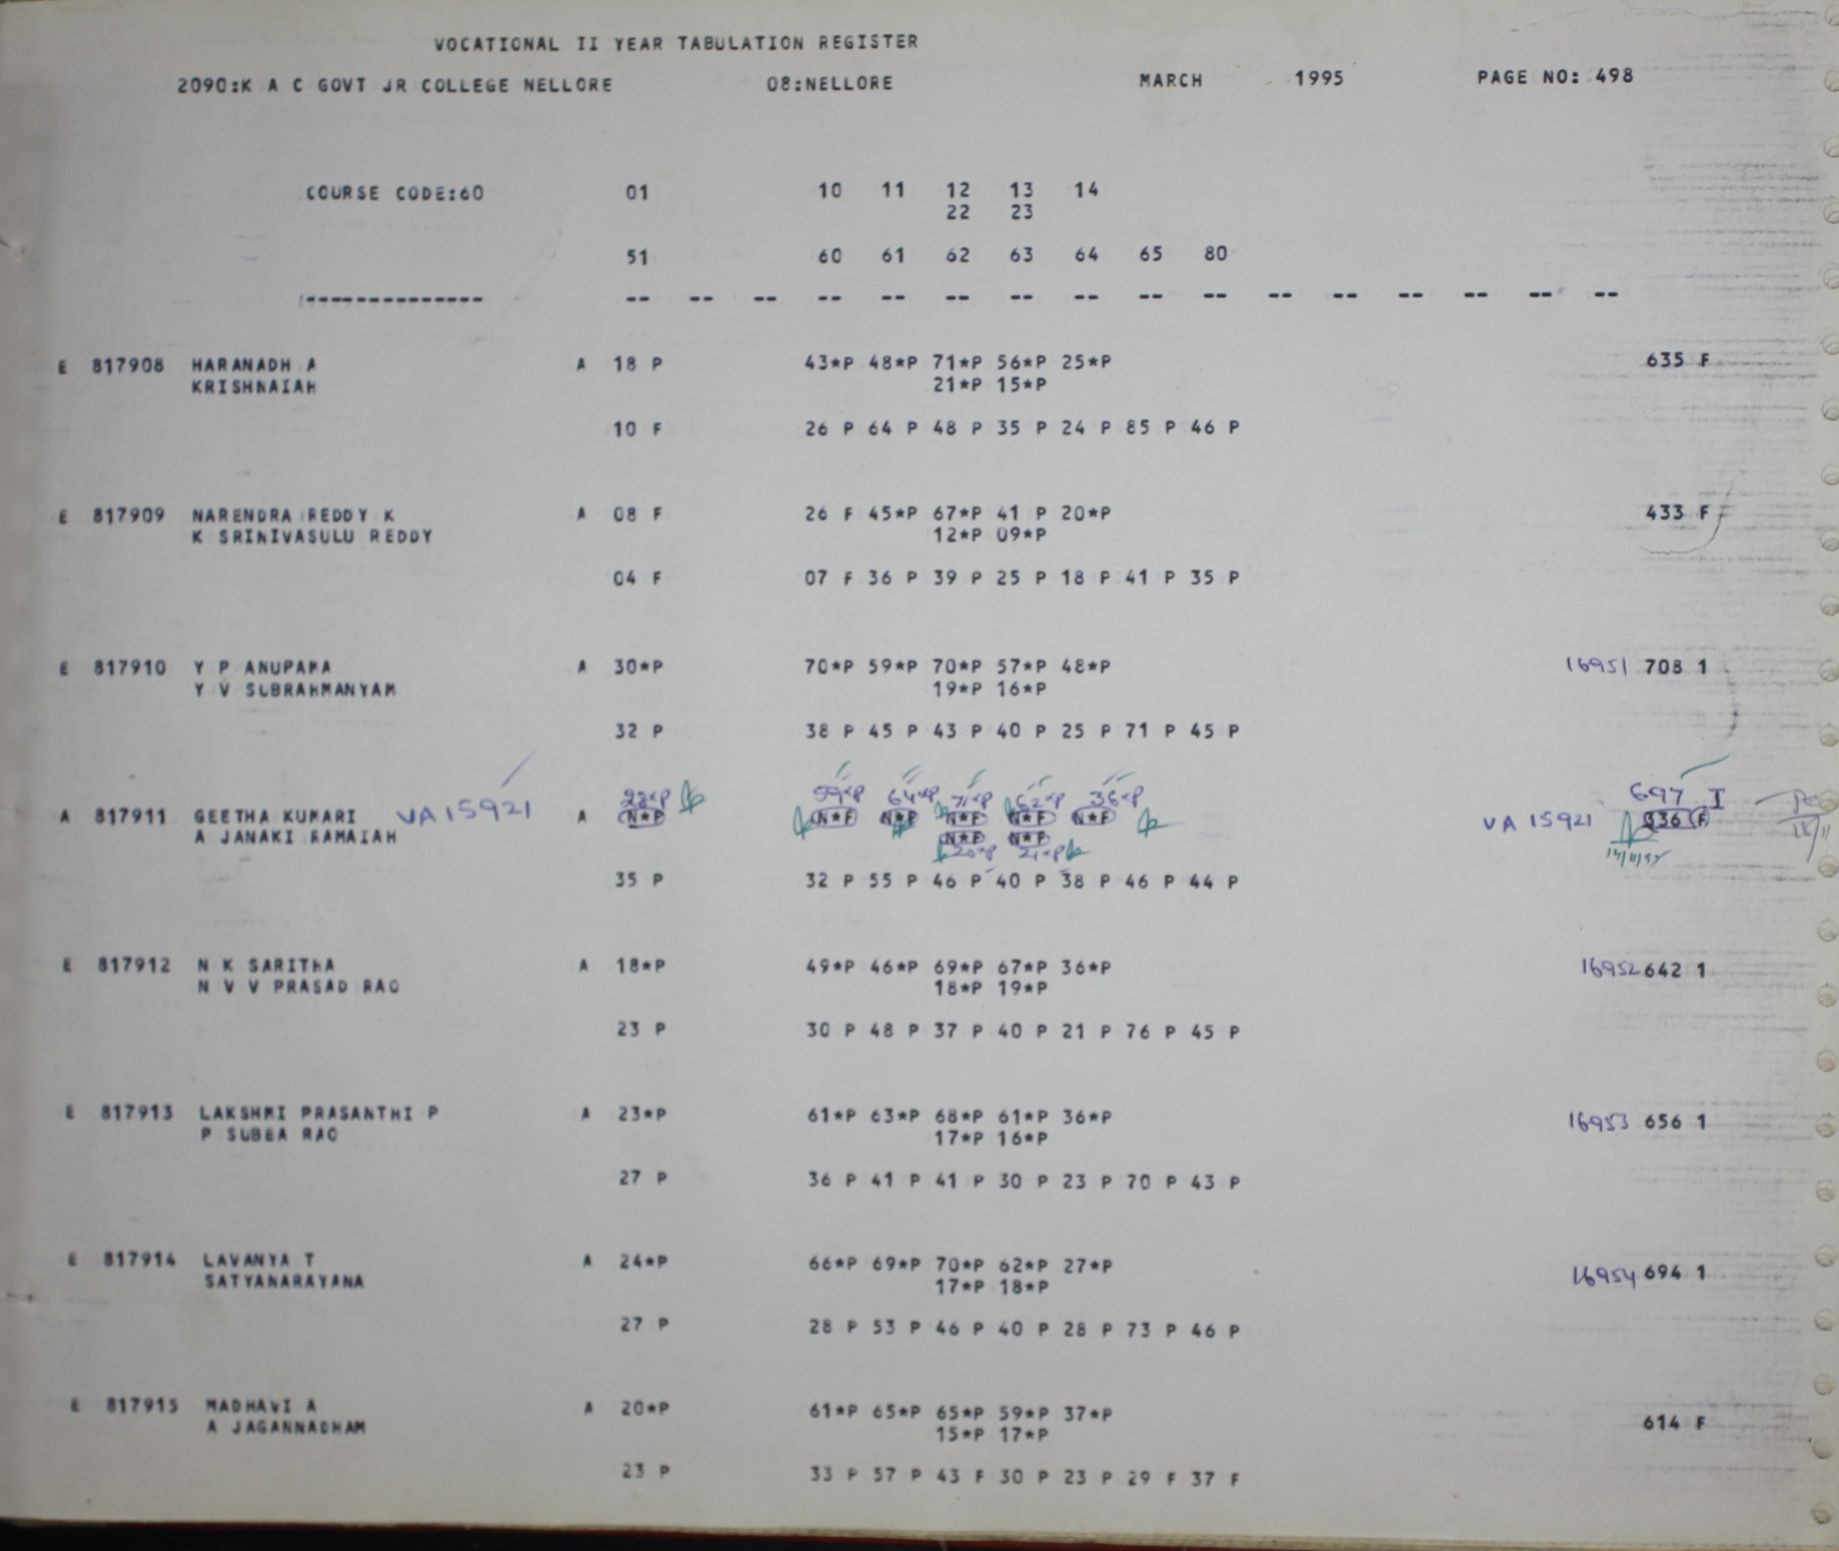 VOCATIONAL II YEAR TABULATION REGISTER
2090:K A C GOVT JR COLLEGE NELLORE 08:NELLORE MARCH 1995 PAGE NO: 498
COURSE CODE:60 01 10 11 12 13 14
22 23
51 60 61 62 63 64 65 80
-------------- -- -- -- -- -- -- -- -- -- -- -- -- -- -- -- --
E 817908 HARANADH A A 18 P 43*P 48*P 71*P 56*P 25*P 635 F
KRISHNAIAH 21*P 15*P
10 F 26 P 64 P 48 P 35 P 24 P 85 P 46 P
E 817909 NARENDRA REDDY K A 08 F 26 F 45*P 67*P 41 P 20*P 433 F
K SRINIVASULU REDDY 12*P 09*P
04 F 07 F 36 P 39 P 25 P 18 P 41 P 35 P
E 817910 Y P ANUPAMA A 30*P 70*P 59*P 70*P 57*P 48*P 16951 708 1
Y V SUBRAHMANYAM 19*P 16*P
32 P 38 P 45 P 43 P 40 P 25 P 71 P 45 P
59*P 64*P 71*P 62*P 36*P 697 I
A 817911 GEETHA KUMARI VA 15921 A N*F N*F N*F N*F N*F N*F VA 15921 336 F
A JANAKI RAMAIAH N*F N*F
20*P 21*P
35 P 32 P 55 P 46 P 40 P 38 P 46 P 44 P
E 817912 N K SARITHA A 18*P 49*P 46*P 69*P 67*P 36*P 16952 642 1
N V V PRASAD RAO 18*P 19*P
23 P 30 P 48 P 37 P 40 P 21 P 76 P 45 P
E 817913 LAKSHMI PRASANTHI P A 23*P 61*P 63*P 68*P 61*P 36*P 16953 656 1
P SUBBA RAO 17*P 16*P
27 P 36 P 41 P 41 P 30 P 23 P 70 P 43 P
E 817914 LAVANYA T A 24*P 66*P 69*P 70*P 62*P 27*P 16954 694 1
SATYANARAYANA 17*P 18*P
27 P 28 P 53 P 46 P 40 P 28 P 73 P 46 P
E 817915 MADHAVI A A 20*P 61*P 65*P 65*P 59*P 37*P 614 F
A JAGANNADHAM 15*P 17*P
23 P 33 P 57 P 43 F 30 P 23 P 29 F 37 F